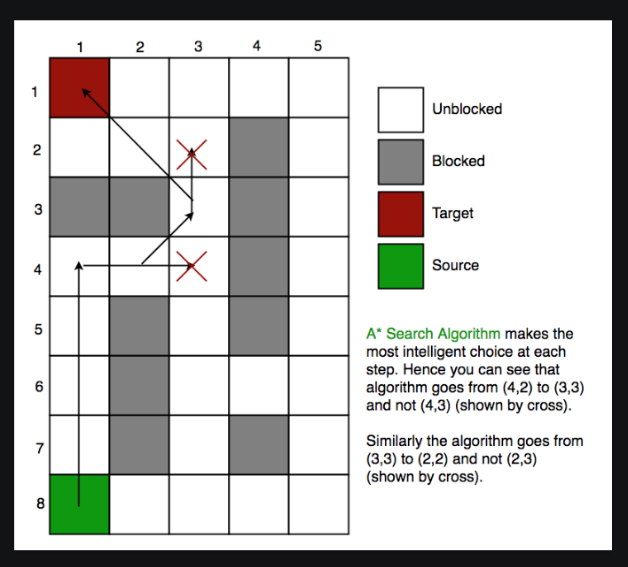 1 2 3 4 5
1
2
3
4
5
6
7
8
Unblocked
Blocked
Target
Source
A* Search Algorithm makes the
most intelligent choice at each
step. Hence you can see that
algorithm goes from (4,2) to (3,3)
and not (4,3) (shown by cross).
Similarly the algorithm goes from
(3,3) to (2,2) and not (2,3)
(shown by cross).